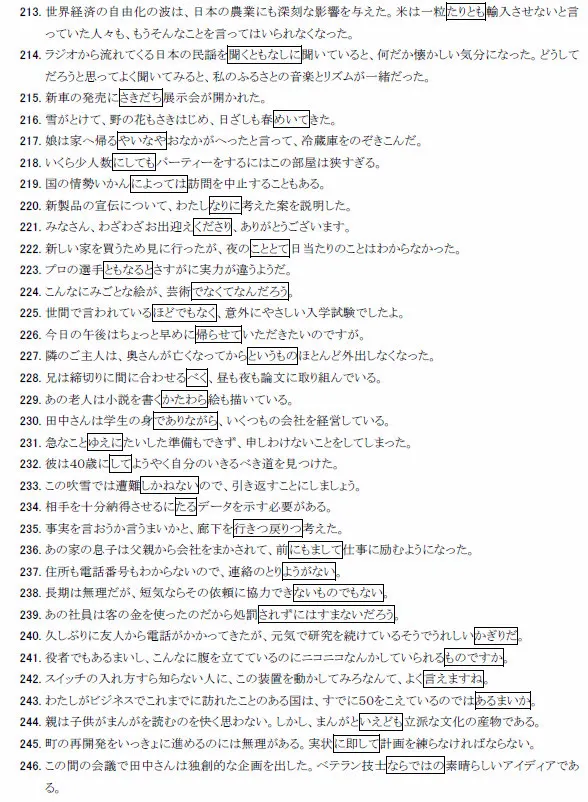 213. 世界経済の自由化の波は、日本の農業にも深刻な影響を与えた。米は一粒たりとも輸入させないと言
っていた人々も、もうそんなことを言ってはいられなくなった。
214. ラジオから流れてくる日本の民謡を聞くともなしに聞いていると、何だか懐かしい気分になった。どうして
だろうと思ってよく聞いてみると、私のふるさとの音楽とリズムが一緒だった。
215. 新車の発売にさきだち展示会が開かれた。
216. 雪がとけて、野の花もさきはじめ、日ざしも春めいてきた。
217. 娘は家へ帰るやいなやおなかがへったと言って、冷蔵庫をのぞきこんだ。
218. いくら少人数にしてもパーティーをするにはこの部屋は狭すぎる。
219. 国の情勢いかんによっては訪問を中止することもある。
220. 新製品の宣伝について、わたしなりに考えた案を説明した。
221. みなさん、わざわざお出迎えくださり、ありがとうございます。
222. 新しい家を買うため見に行ったが、夜のこととて日当たりのことはわからなかった。
223. プロの選手ともなるとさすがに実力が違うようだ。
224. こんなにみごとな絵が、芸術でなくてなんだろう。
225. 世間で言われているほどでもなく、意外にやさしい入学試験でしたよ。
226. 今日の午後はちょっと早めに帰らせていただきたいのですが。
227. 隣のご主人は、奥さんが亡くなってからというものほとんど外出しなくなった。
228. 兄は締切りに間に合わせるべく、昼も夜も論文に取り組んでいる。
229. あの老人は小説を書くかたわら絵も描いている。
230. 田中さんは学生の身でありながら、いくつもの会社を経営している。
231. 急なことゆえにたいした準備もできず、申しわけないことをしてしまった。
232. 彼は40歳にしてようやく自分のいきるべき道を見つけた。
233. この吹雪では遭難しかねないので、引き返すことにしましょう。
234. 相手を十分納得させるにたるデータを示す必要がある。
235. 事実を言おうか言うまいかと、廊下を行きつ戻りつ考えた。
236. あの家の息子は父親から会社をまかされて、前にもまして仕事に励むようになった。
237. 住所も電話番号もわからないので、連絡のとりようがない。
238. 長期は無理だが、短気ならその依頼に協力できないものでもない。
239. あの社員は客の金を使ったのだから処罰されずにはすまないだろう。
240. 久しぶりに友人から電話がかかってきたが、元気で研究を続けているそうでうれしいかぎりだ。
241. 役者でもあるまいし、こんなに腹を立てているのにニコニコなんかしていられるものですか。
242. スイッチの入れ方すら知らない人に、この装置を動かしてみろなんて、よく言えますね。
243. わたしがビジネスでこれまでに訪れたことのある国は、すでに50をこえているのではあるまいか。
244. 親は子供がまんがを読むのを快く思わない。しかし、まんがといえども立派な文化の産物である。
245. 町の再開発をいっきょに進めるのには無理がある。実状に即して計画を練らなければならない。
246. この間の会議で田中さんは独創的な企画を出した。ベテラン技士ならではの素晴らしいアイディアであ
る。